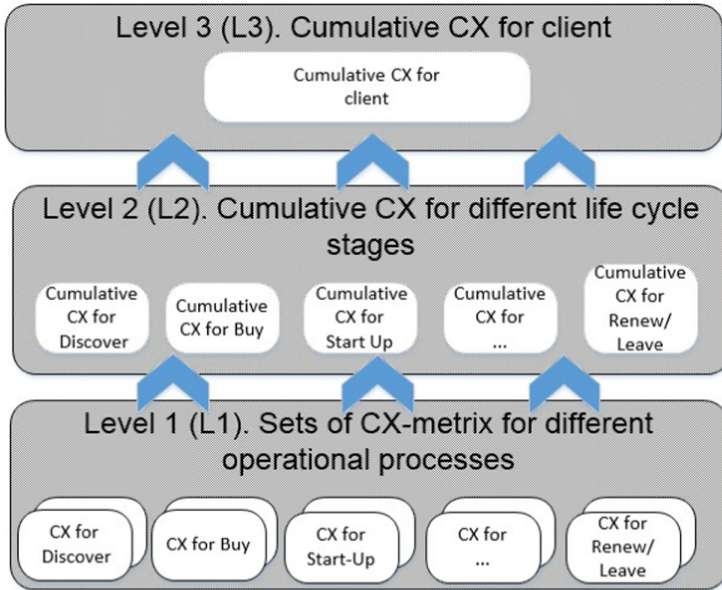 Level 3 (L3). Cumulative CX for client
Cumulative CX for
client
Level 2 (L2). Cumulative CX for different life cycle
stages
Cumulative
CX for
Discover
Cumulative
CX for Buy
Cumulative
CX for
Start Up
Cumulative
CX for
...
Cumulative
CX for
Renew/
Leave
Level 1 (L1). Sets of CX-metrix for different
operational processes
CX for
Discover
CX for Buy
CX for
Start-Up
CX for
...
CX for
Renew/
Leave